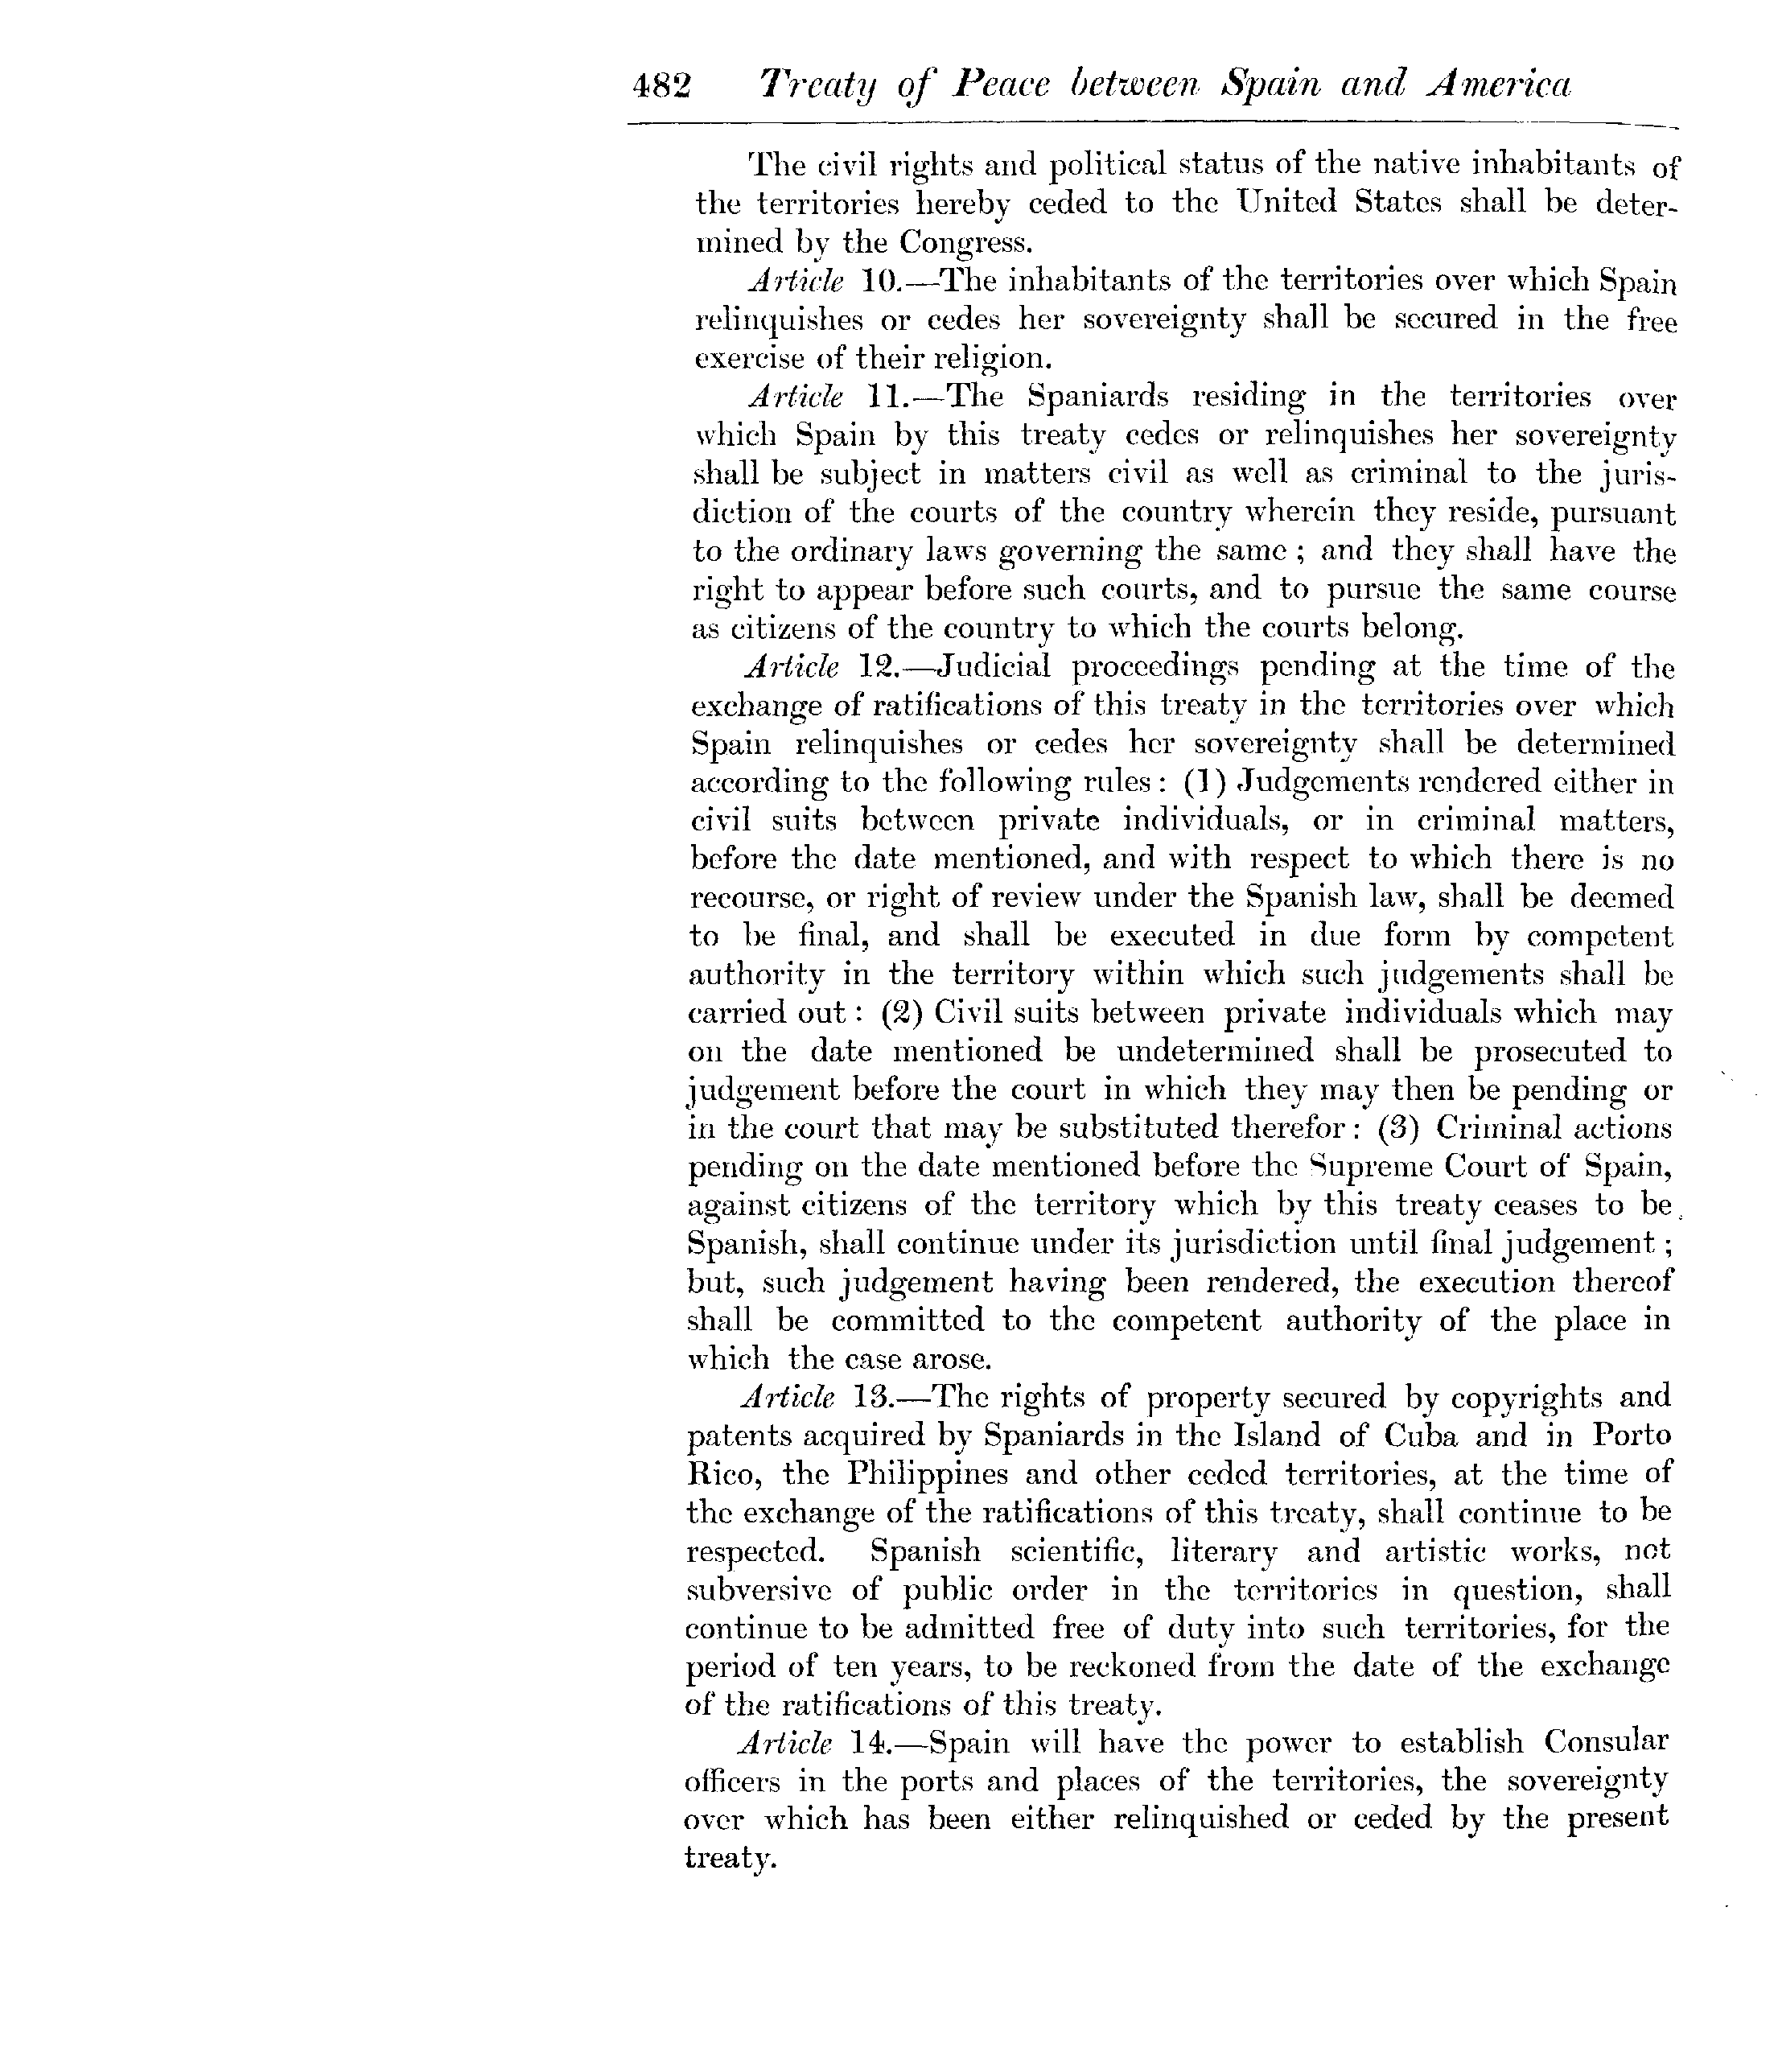 482 Treaty of Peace between Spain and America
The civil rights and political status of the native inhabitants of
the territories hereby ceded to the United States shall be deter-
mined by the Congress.
Article 10.—The inhabitants of the territories over which Spain
relinquishes or cedes her sovereignty shall be secured in the free
exercise of their religion.
Article 11.—The Spaniards residing in the territories over
which Spain by this treaty cedes or relinquishes her sovereignty
shall be subject in matters civil as well as criminal to the juris-
diction of the courts of the country wherein they reside, pursuant
to the ordinary laws governing the same ; and they shall have the
right to appear before such courts, and to pursue the same course
as citizens of the country to which the courts belong.
Article 12.—Judicial proceedings pending at the time of the
exchange of ratifications of this treaty in the territories over which
Spain relinquishes or cedes her sovereignty shall be determined
according to the following rules : (1) Judgements rendered either in
civil suits between private individuals, or in criminal matters,
before the date mentioned, and with respect to which there is no
recourse, or right of review under the Spanish law, shall be deemed
to be final, and shall be executed in due form by competent
authority in the territory within which such judgements shall be
carried out : (2) Civil suits between private individuals which may
on the date mentioned be undetermined shall be prosecuted to
judgement before the court in which they may then be pending or
in the court that may be substituted therefor : (3) Criminal actions
pending on the date mentioned before the Supreme Court of Spain,
against citizens of the territory which by this treaty ceases to be
Spanish, shall continue under its jurisdiction until final judgement ;
but, such judgement having been rendered, the execution thereof
shall be committed to the competent authority of the place in
which the case arose.
Article 13.—The rights of property secured by copyrights and
patents acquired by Spaniards in the Island of Cuba and in Porto
Rico, the Philippines and other ceded territories, at the time of
the exchange of the ratifications of this treaty, shall continue to be
respected. Spanish scientific, literary and artistic works, not
subversive of public order in the territories in question, shall
continue to be admitted free of duty into such territories, for the
period of ten years, to be reckoned from the date of the exchange
of the ratifications of this treaty.
Article 14.—Spain will have the power to establish Consular
officers in the ports and places of the territories, the sovereignty
over which has been either relinquished or ceded by the present
treaty.